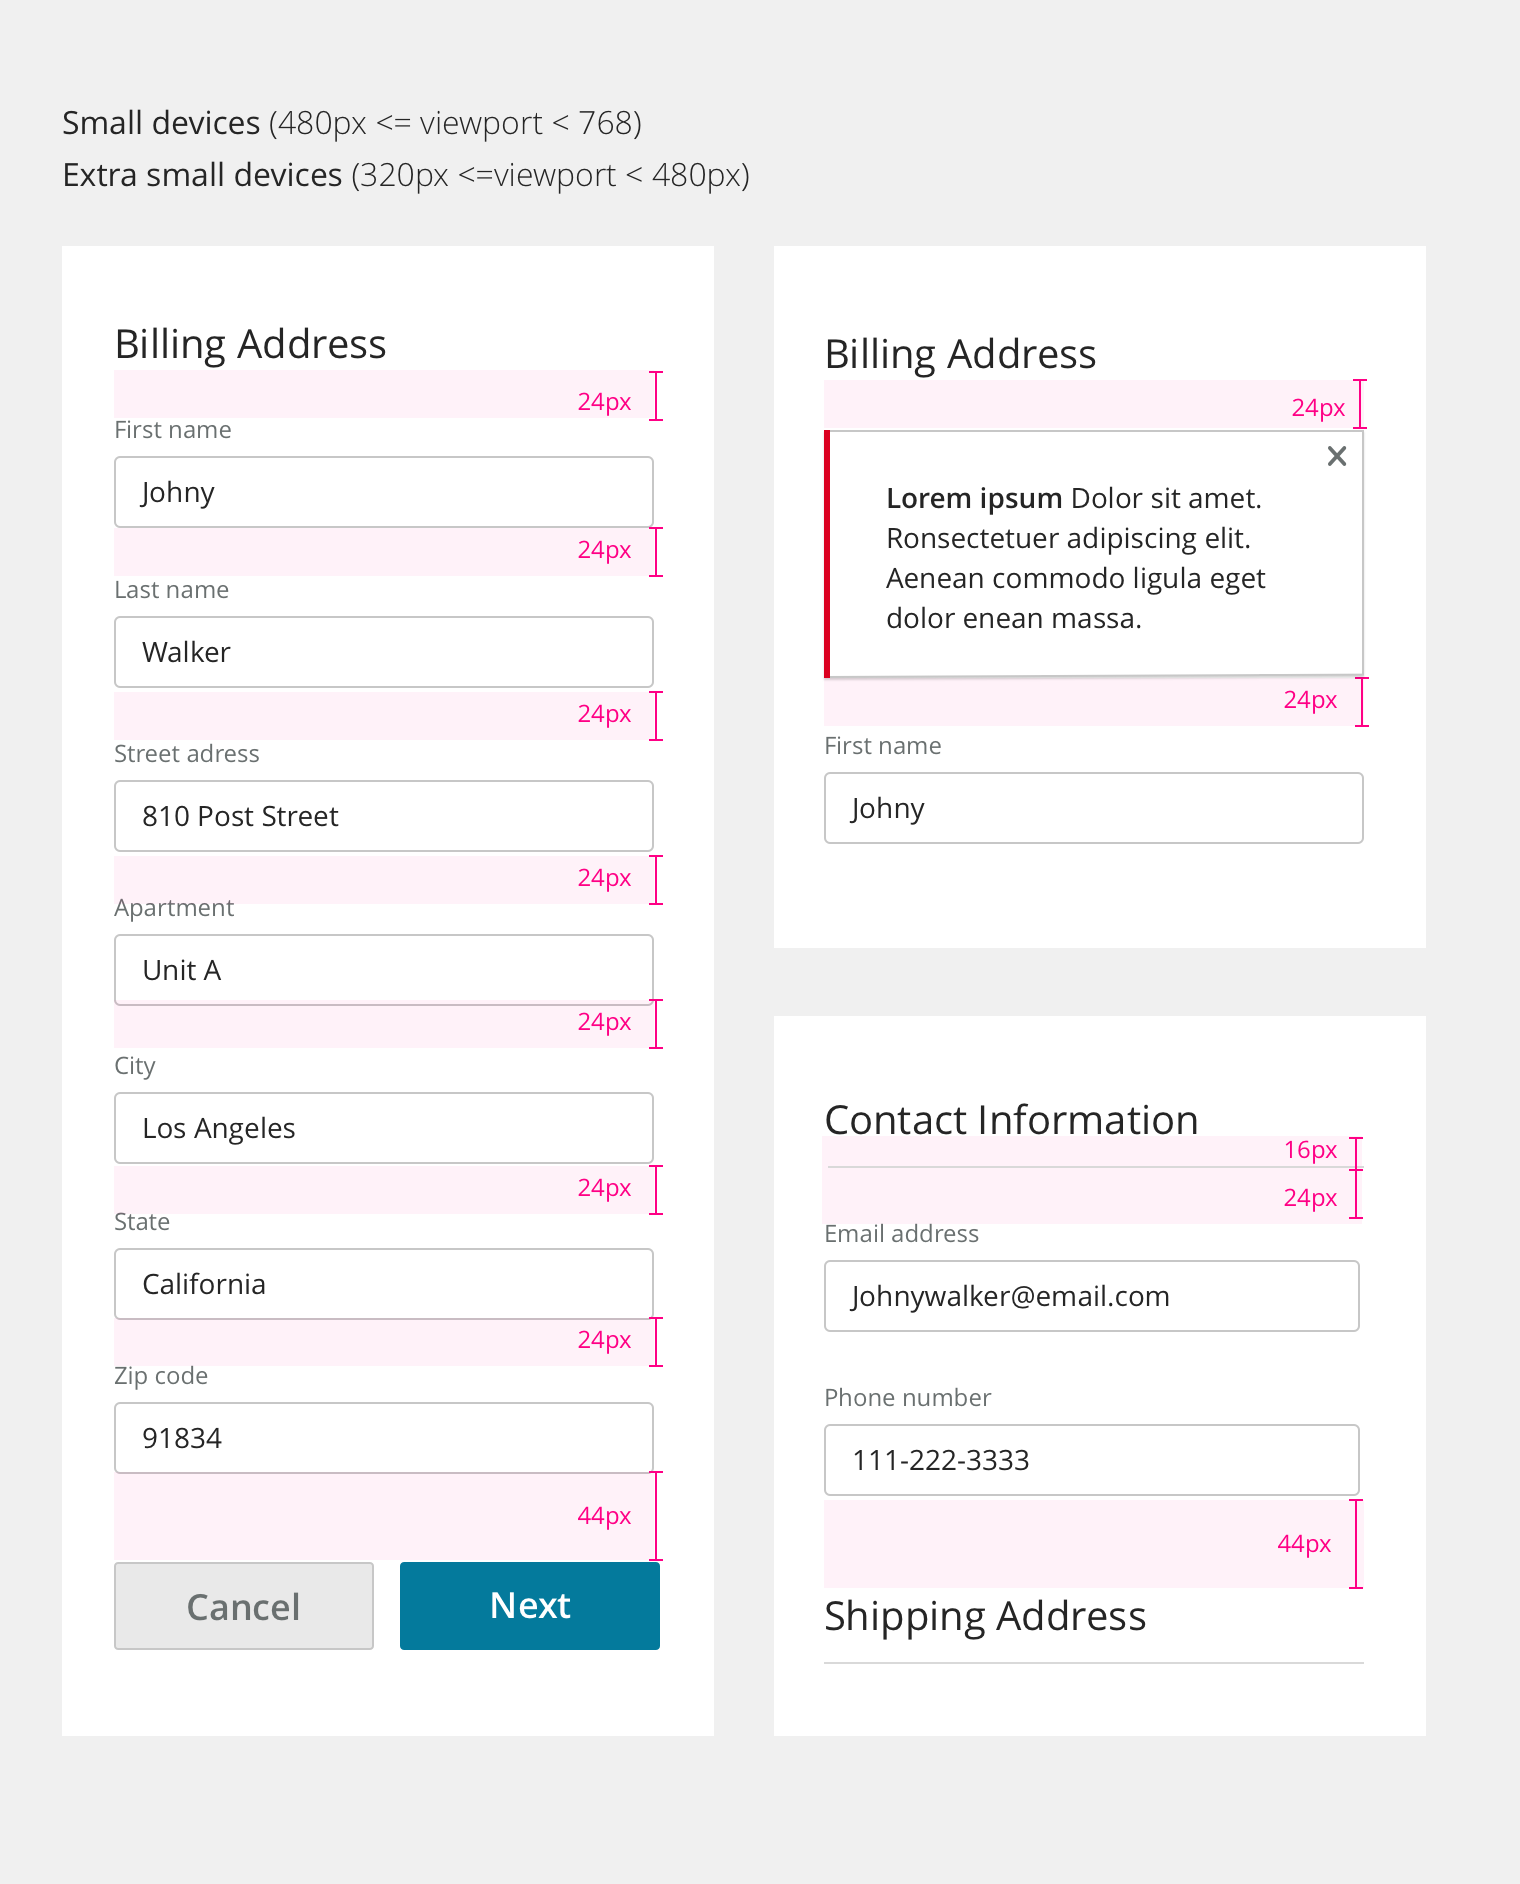 Small devices (480px <= viewport < 768)
Extra small devices (320px <=viewport < 480px)
Billing Address
24px
First name
Johny
24px
Last name
Walker
24px
Street adress
810 Post Street
24px
Apartment
Unit A
24px
City
Los Angeles
24px
State
California
24px
Zip code
91834
44px
Cancel
Next
Billing Address
24px
Lorem ipsum Dolor sit amet.
Ronsectetuer adipiscing elit.
Aenean commodo ligula eget
dolor enean massa.
24px
First name
Johny
Contact Information
16px
24px
Email address
Johnywalker@email.com
Phone number
111-222-3333
44px
Shipping Address